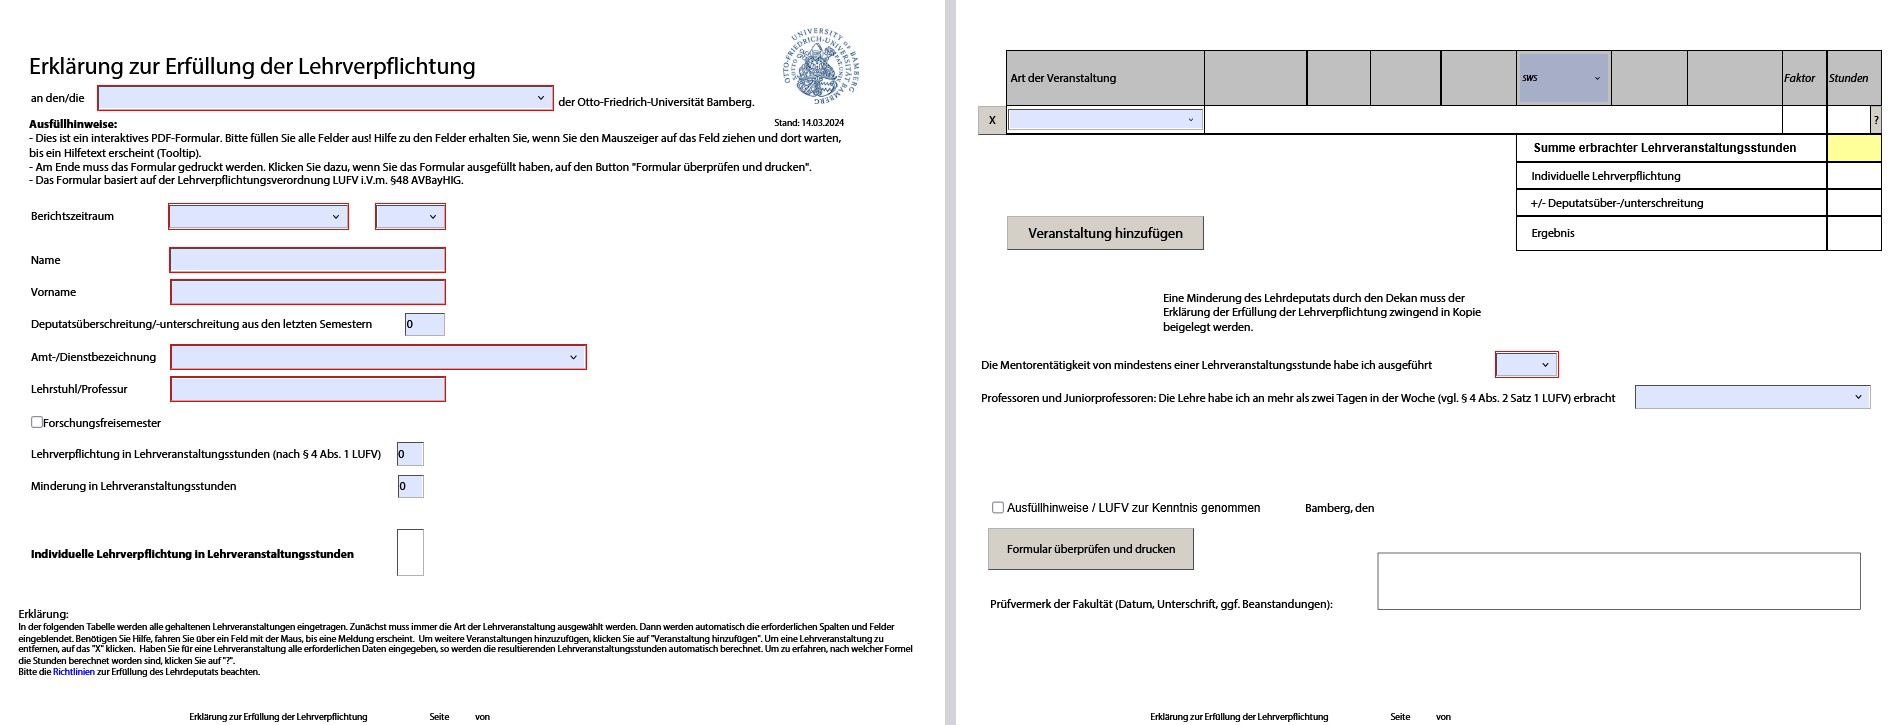 UNIVERSITY OF BAMBERG
OTTO-FRIEDRICH-UNIVERSITÄT BAMBERG
Erklärung zur Erfüllung der Lehrverpflichtung
an den/die der Otto-Friedrich-Universität Bamberg.
Ausfüllhinweise: Stand: 14.03.2024
- Dies ist ein interaktives PDF-Formular. Bitte füllen Sie alle Felder aus! Hilfe zu den Felder erhalten Sie, wenn Sie den Mauszeiger auf das Feld ziehen und dort warten,
bis ein Hilfetext erscheint (Tooltip).
- Am Ende muss das Formular gedruckt werden. Klicken Sie dazu, wenn Sie das Formular ausgefüllt haben, auf den Button "Formular überprüfen und drucken".
- Das Formular basiert auf der Lehrverpflichtungsverordnung LUFV i.V.m. §48 AVBayHIG.
Berichtszeitraum
Name
Vorname
Deputatsüberschreitung/-unterschreitung aus den letzten Semestern 0
Amt-/Dienstbezeichnung
Lehrstuhl/Professur
Forschungsfreisemester
Lehrverpflichtung in Lehrveranstaltungsstunden (nach § 4 Abs. 1 LUFV) 0
Minderung in Lehrveranstaltungsstunden 0
Individuelle Lehrverpflichtung in Lehrveranstaltungsstunden
Erklärung:
In der folgenden Tabelle werden alle gehaltenen Lehrveranstaltungen eingetragen. Zunächst muss immer die Art der Lehrveranstaltung ausgewählt werden. Dann werden automatisch die erforderlichen Spalten und Felder
eingeblendet. Benötigen Sie Hilfe, fahren Sie über ein Feld mit der Maus, bis eine Meldung erscheint. Um weitere Veranstaltungen hinzuzufügen, klicken Sie auf "Veranstaltung hinzufügen". Um eine Lehrveranstaltung zu
entfernen, auf das "X" klicken. Haben Sie für eine Lehrveranstaltung alle erforderlichen Daten eingegeben, so werden die resultierenden Lehrveranstaltungsstunden automatisch berechnet. Um zu erfahren, nach welcher Formel
die Stunden berechnet worden sind, klicken Sie auf "?".
Bitte die Richtlinien zur Erfüllung des Lehrdeputats beachten.
Erklärung zur Erfüllung der Lehrverpflichtung Seite von
Art der Veranstaltung SWS Faktor Stunden
X ?
Summe erbrachter Lehrveranstaltungsstunden
Individuelle Lehrverpflichtung
+/- Deputatsüber-/unterschreitung
Ergebnis
Veranstaltung hinzufügen
Eine Minderung des Lehrdeputats durch den Dekan muss der
Erklärung der Erfüllung der Lehrverpflichtung zwingend in Kopie
beigelegt werden.
Die Mentorentätigkeit von mindestens einer Lehrveranstaltungsstunde habe ich ausgeführt
Professoren und Juniorprofessoren: Die Lehre habe ich an mehr als zwei Tagen in der Woche (vgl. § 4 Abs. 2 Satz 1 LUFV) erbracht
Ausfüllhinweise / LUFV zur Kenntnis genommen Bamberg, den
Formular überprüfen und drucken
Prüfvermerk der Fakultät (Datum, Unterschrift, ggf. Beanstandungen):
Erklärung zur Erfüllung der Lehrverpflichtung Seite von